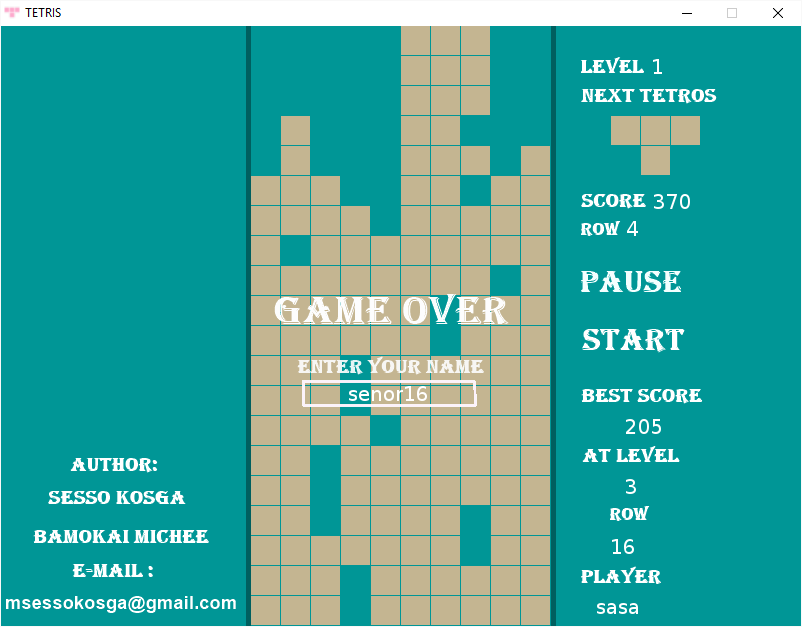 TETRIS
LEVEL 1
NEXT TETROS
SCORE 370
ROW 4
PAUSE
START
GAME OVER
ENTER YOUR NAME
senor16
BEST SCORE
205
AT LEVEL
3
ROW
16
PLAYER
sasa
AUTHOR:
SESSO KOSGA
BAMOKAI MICHEE
E-MAIL :
msessokosga@gmail.com